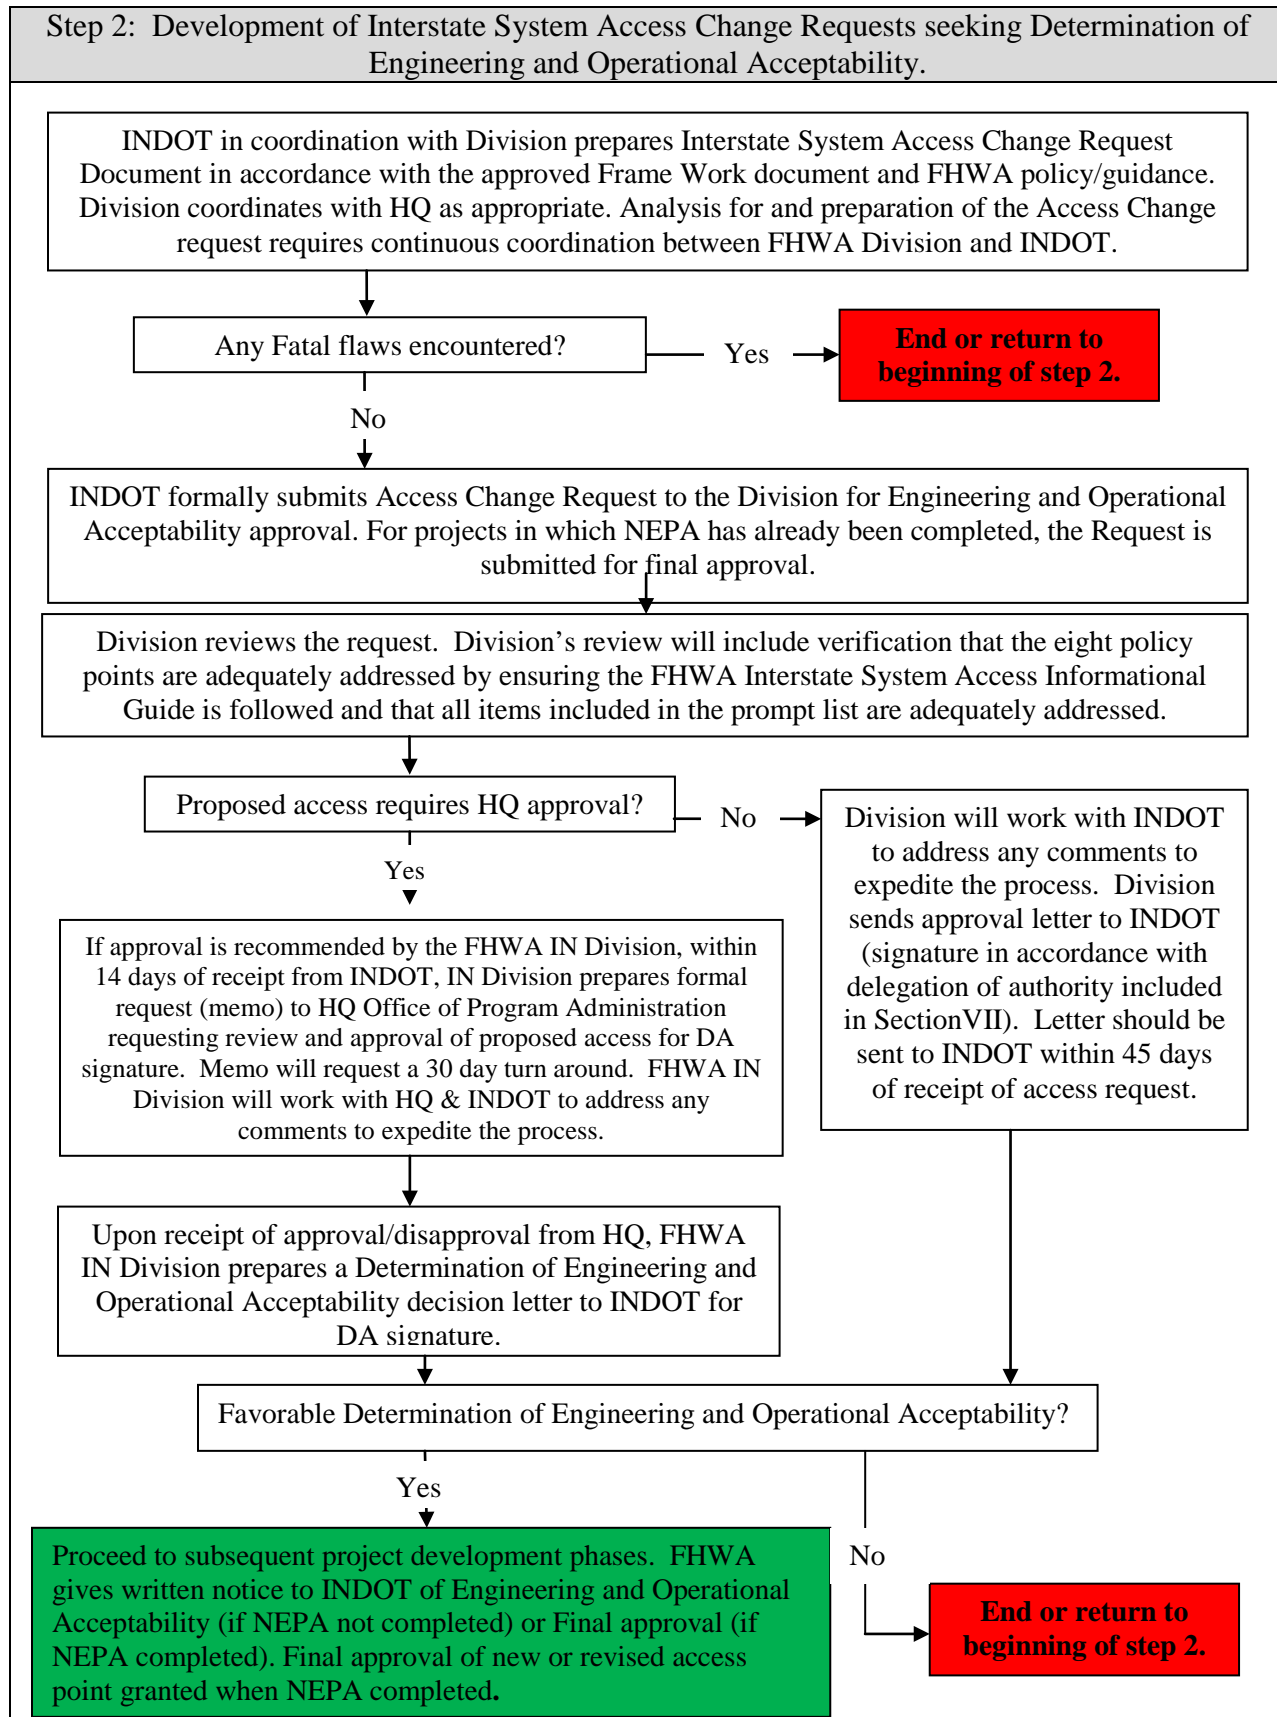 Step 2:  Development of Interstate System Access Change Requests seeking Determination of
Engineering and Operational Acceptability.
INDOT in coordination with Division prepares Interstate System Access Change Request
Document in accordance with the approved Frame Work document and FHWA policy/guidance.
Division coordinates with HQ as appropriate. Analysis for and preparation of the Access Change
request requires continuous coordination between FHWA Division and INDOT.
Any Fatal flaws encountered?
Yes
End or return to
beginning of step 2.
No
INDOT formally submits Access Change Request to the Division for Engineering and Operational
Acceptability approval. For projects in which NEPA has already been completed, the Request is
submitted for final approval.
Division reviews the request.  Division's review will include verification that the eight policy
points are adequately addressed by ensuring the FHWA Interstate System Access Informational
Guide is followed and that all items included in the prompt list are adequately addressed.
Proposed access requires HQ approval?
No
Division will work with INDOT
to address any comments to
expedite the process.  Division
sends approval letter to INDOT
(signature in accordance with
delegation of authority included
in SectionVII).  Letter should be
sent to INDOT within 45 days
of receipt of access request.
Yes
If approval is recommended by the FHWA IN Division, within
14 days of receipt from INDOT, IN Division prepares formal
request (memo) to HQ Office of Program Administration
requesting review and approval of proposed access for DA
signature.  Memo will request a 30 day turn around.  FHWA IN
Division will work with HQ & INDOT to address any
comments to expedite the process.
Upon receipt of approval/disapproval from HQ, FHWA
IN Division prepares a Determination of Engineering and
Operational Acceptability decision letter to INDOT for
DA signature.
Favorable Determination of Engineering and Operational Acceptability?
Yes
Proceed to subsequent project development phases.  FHWA
gives written notice to INDOT of Engineering and Operational
Acceptability (if NEPA not completed) or Final approval (if
NEPA completed). Final approval of new or revised access
point granted when NEPA completed.
No
End or return to
beginning of step 2.